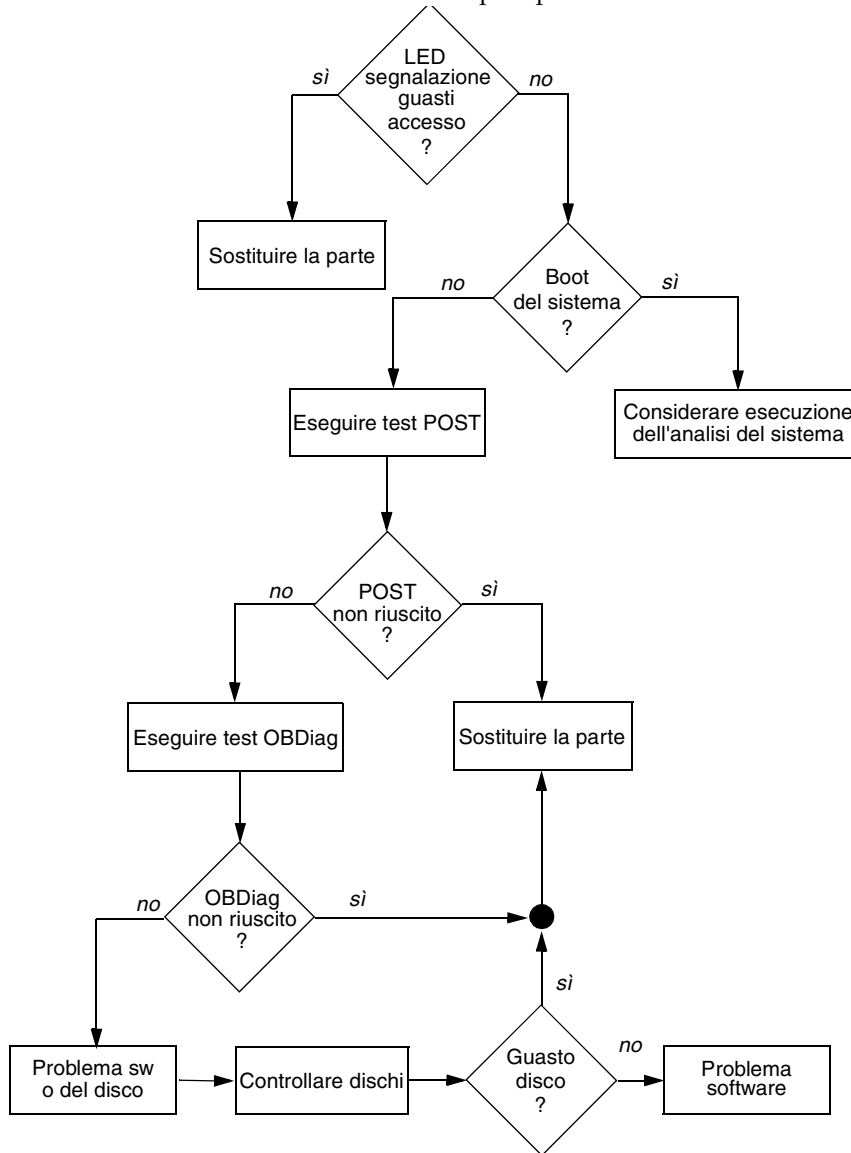 LED
segnalazione
guasti
accesso
?
sì
no
Sostituire la parte
Boot
del sistema
?
no
sì
Eseguire test POST
Considerare esecuzione
dell'analisi del sistema
POST
non riuscito
?
no
sì
Eseguire test OBDiag
Sostituire la parte
OBDiag
non riuscito
?
no
sì
sì
Problema sw
o del disco
Controllare dischi
Guasto
disco
?
no
Problema
software